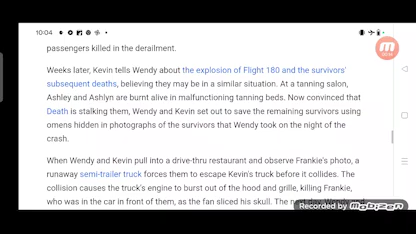 10:04
passengers killed in the derailment.
Weeks later, Kevin tells Wendy about the explosion of Flight 180 and the survivors'
subsequent deaths, believing they may be in a similar situation. At a tanning salon,
Ashley and Ashlyn are burnt alive in malfunctioning tanning beds. Now convinced that
Death is stalking them, Wendy and Kevin set out to save the remaining survivors using
omens hidden in photographs of the survivors that Wendy took on the night of the
crash.
When Wendy and Kevin pull into a drive-thru restaurant and observe Frankie's photo, a
runaway semi-trailer truck forces them to escape Kevin's truck before it collides. The
collision causes the truck's engine to burst out of the hood and grille, killing Frankie,
who was in the car in front of them, as the fan sliced his skull. The next day, Wendy and
Recorded by Mobizen